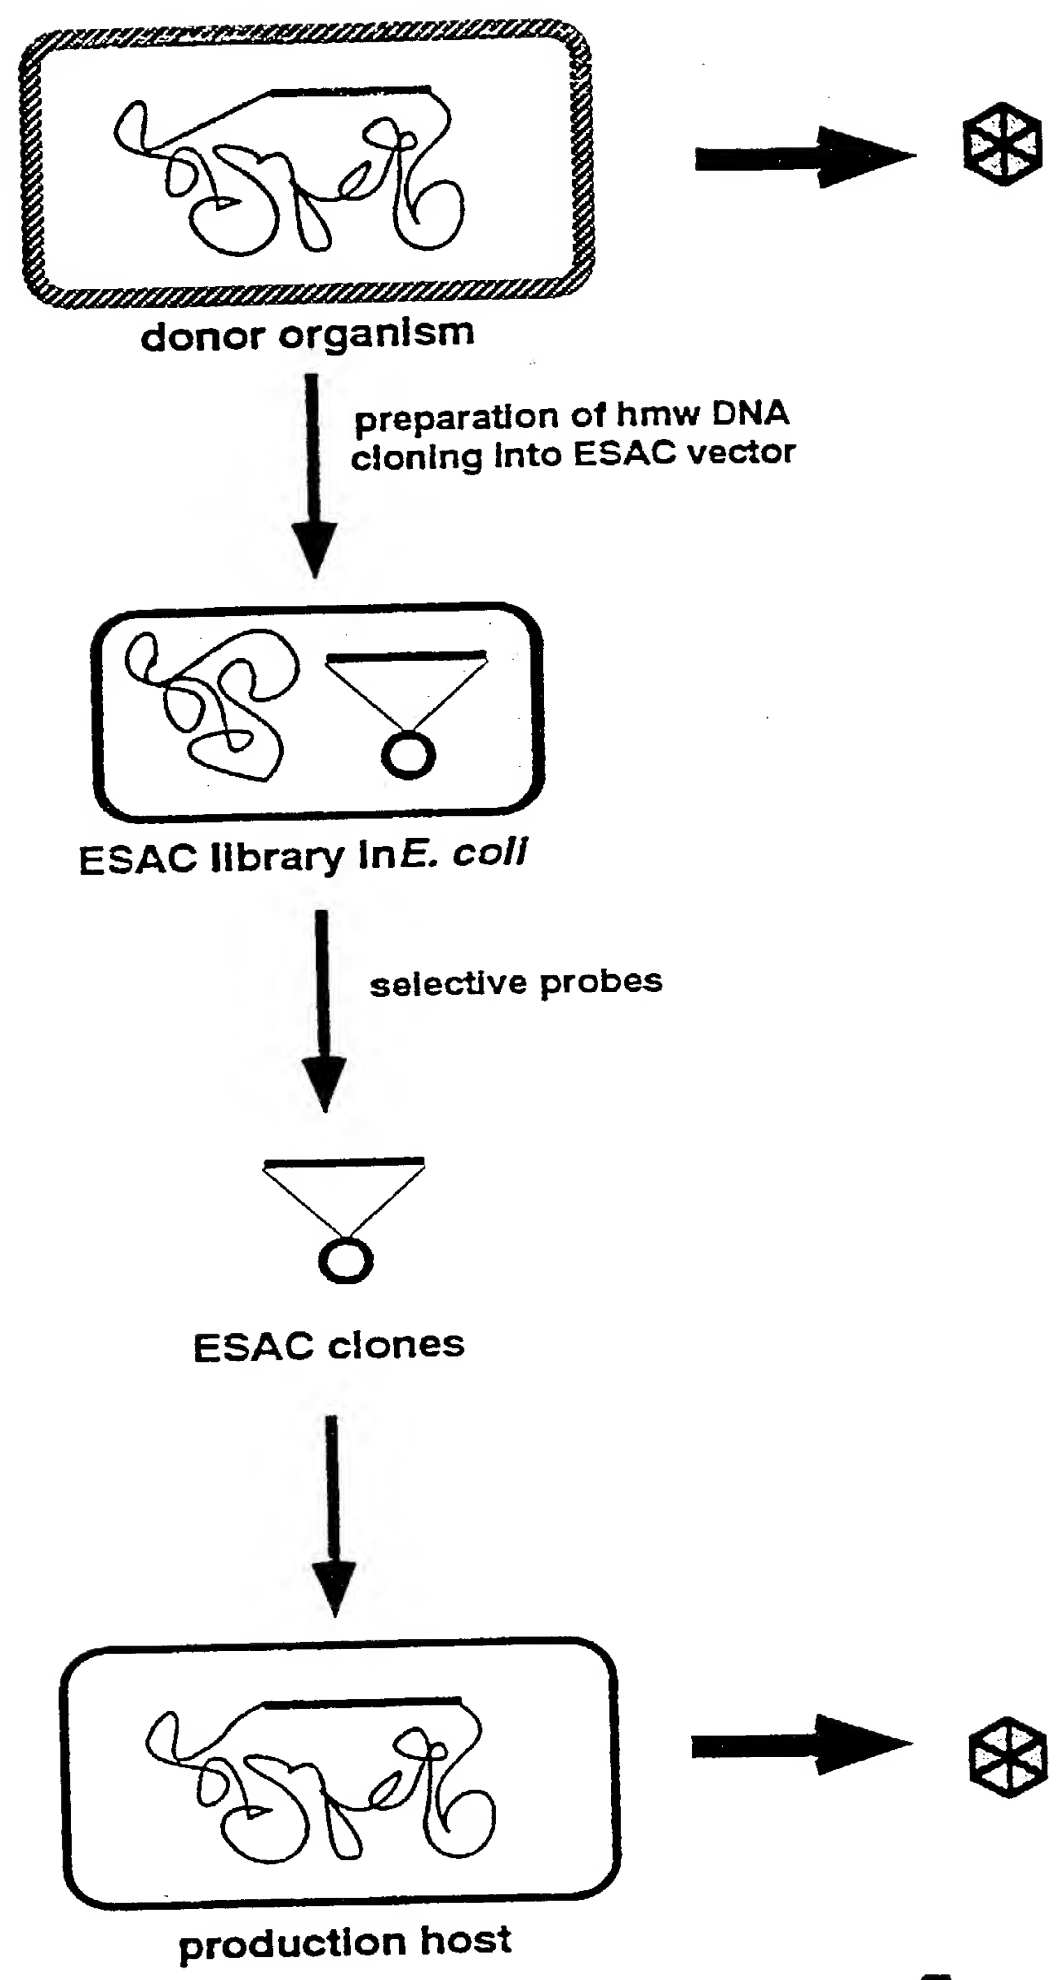 donor organism
preparation of hmw DNA
cloning into ESAC vector
ESAC library in E. coli
selective probes
ESAC clones
production host